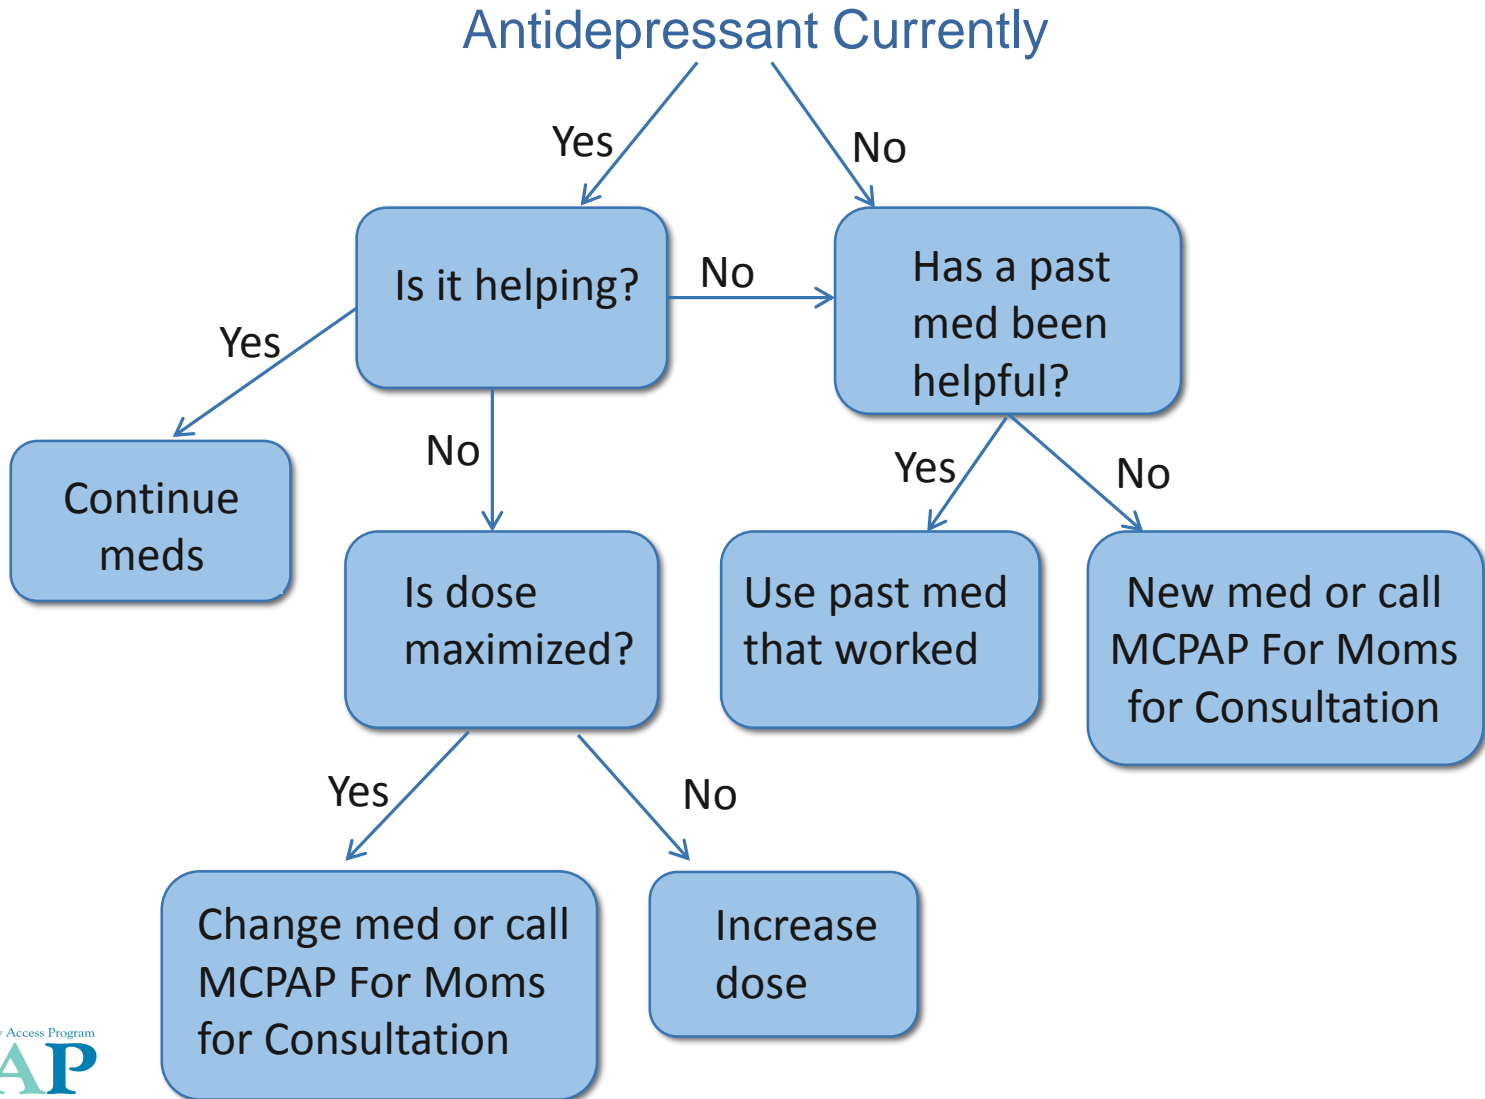 Antidepressant Currently
Yes
No
Is it helping?
No
Has a past
med been
helpful?
Yes
Continue
meds
No
Yes
No
Is dose
maximized?
Use past med
that worked
New med or call
MCPAP For Moms
for Consultation
Yes
No
Change med or call
MCPAP For Moms
for Consultation
Increase
dose
Access Program
AP